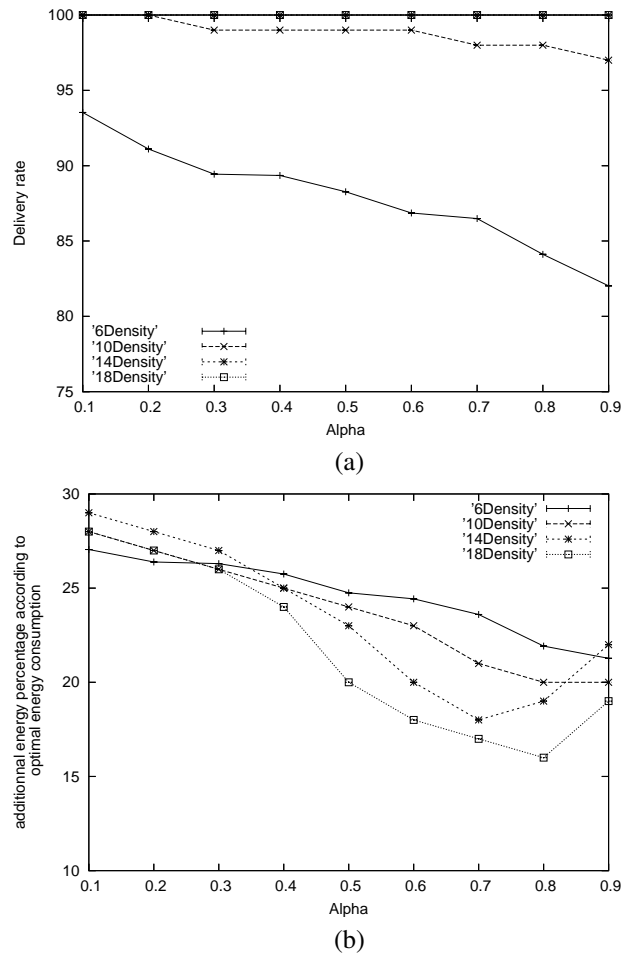 100
95
90
85
80
75
Delivery rate
'6Density'
'10Density'
'14Density'
'18Density'
0.1 0.2 0.3 0.4 0.5 0.6 0.7 0.8 0.9
Alpha
(a)
30
25
20
15
10
additionnal energy percentage according to
optimal energy consumption
'6Density'
'10Density'
'14Density'
'18Density'
0.1 0.2 0.3 0.4 0.5 0.6 0.7 0.8 0.9
Alpha
(b)